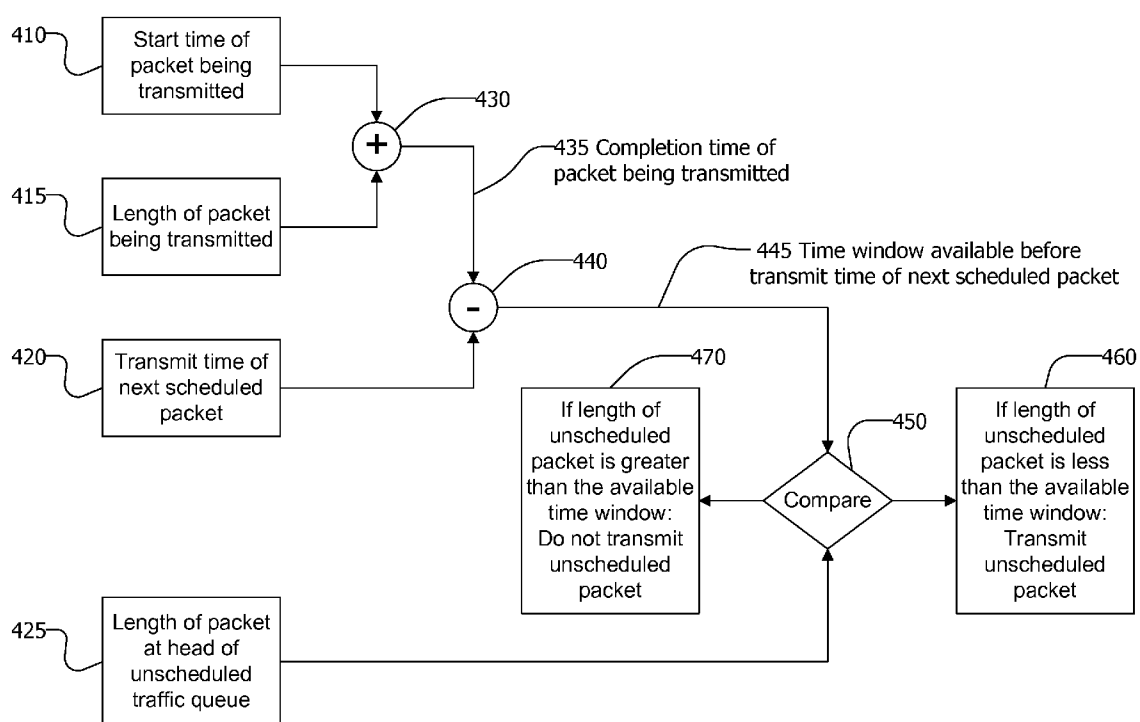 410
Start time of
packet being
transmitted
430
+
435 Completion time of
packet being transmitted
415
Length of packet
being transmitted
440
-
445 Time window available before
transmit time of next scheduled packet
420
Transmit time of
next scheduled
packet
470
If length of
unscheduled
packet is greater
than the available
time window:
Do not transmit
unscheduled
packet
450
Compare
460
If length of
unscheduled
packet is less
than the available
time window:
Transmit
unscheduled
packet
425
Length of packet
at head of
unscheduled
traffic queue